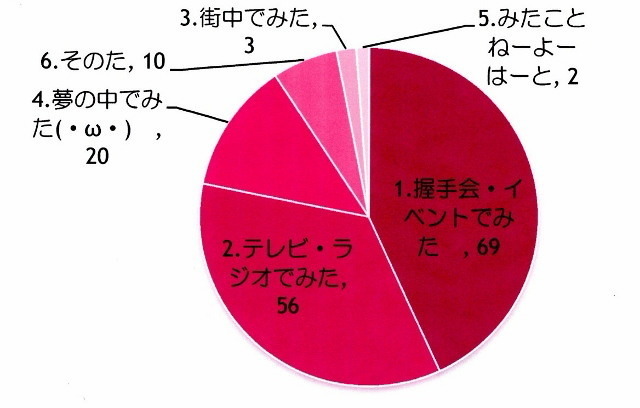 3.街中でみた,
3
5.みたこと
ねーよー
はーと, 2
6.そのた, 10
4.夢の中でみ
た(・ω・)　,
20
1.握手会・イ
ベントでみ
た　, 69
2.テレビ・ラ
ジオでみた,
56